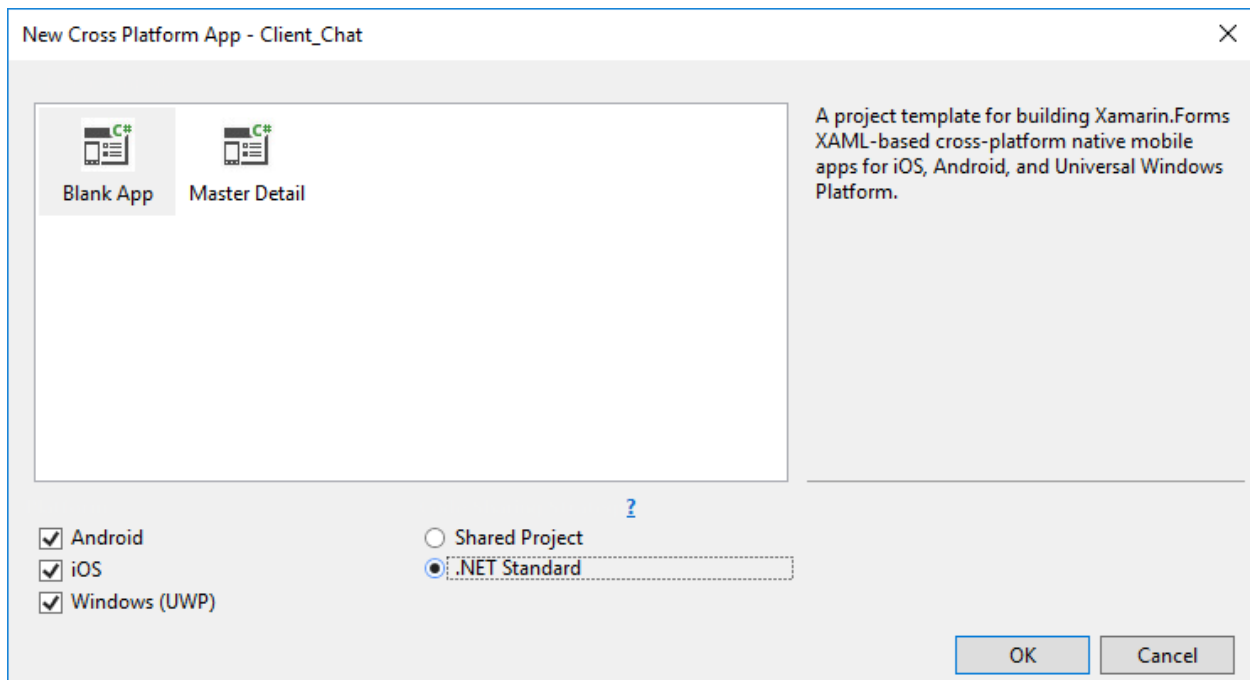 New Cross Platform App - Client_Chat
C#
C#
Blank App
Master Detail
A project template for building Xamarin.Forms
XAML-based cross-platform native mobile
apps for iOS, Android, and Universal Windows
Platform.
?
Android
iOS
Windows (UWP)
Shared Project
.NET Standard
OK
Cancel